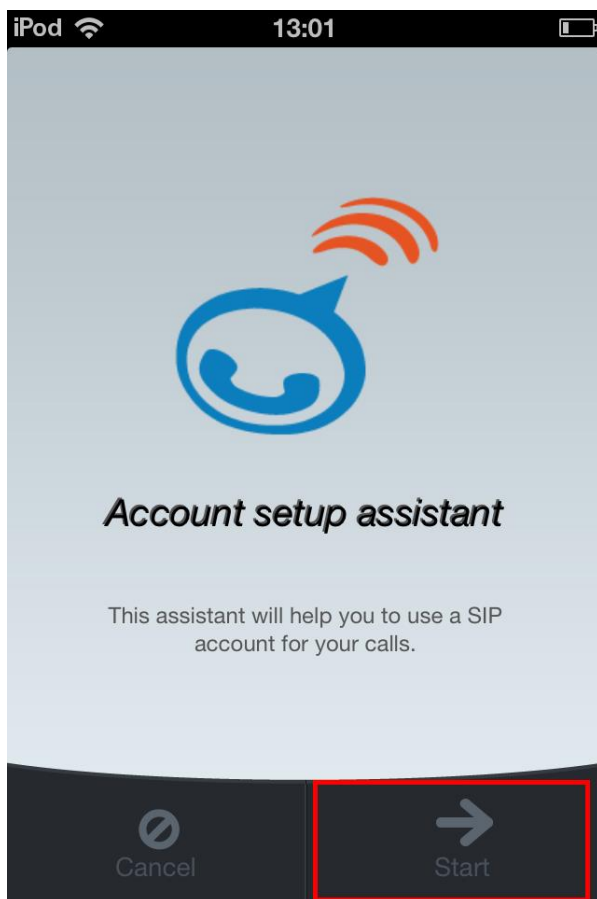 iPod 13:01
Account setup assistant
This assistant will help you to use a SIP
account for your calls.
Cancel Start